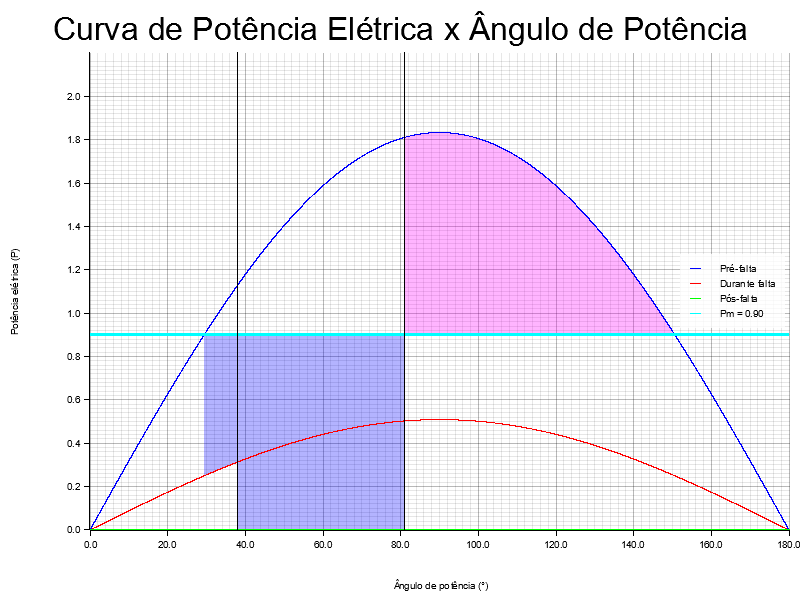 Curva de Potência Elétrica x Ângulo de Potência
Potência elétrica (P)
2.0
1.8
1.6
1.4
1.2
1.0
0.8
0.6
0.4
0.2
0.0
Pré-falta
Durante falta
Pós-falta
Pm = 0.90
0.0 20.0 40.0 60.0 80.0 100.0 120.0 140.0 160.0 180.0
Ângulo de potência (°)